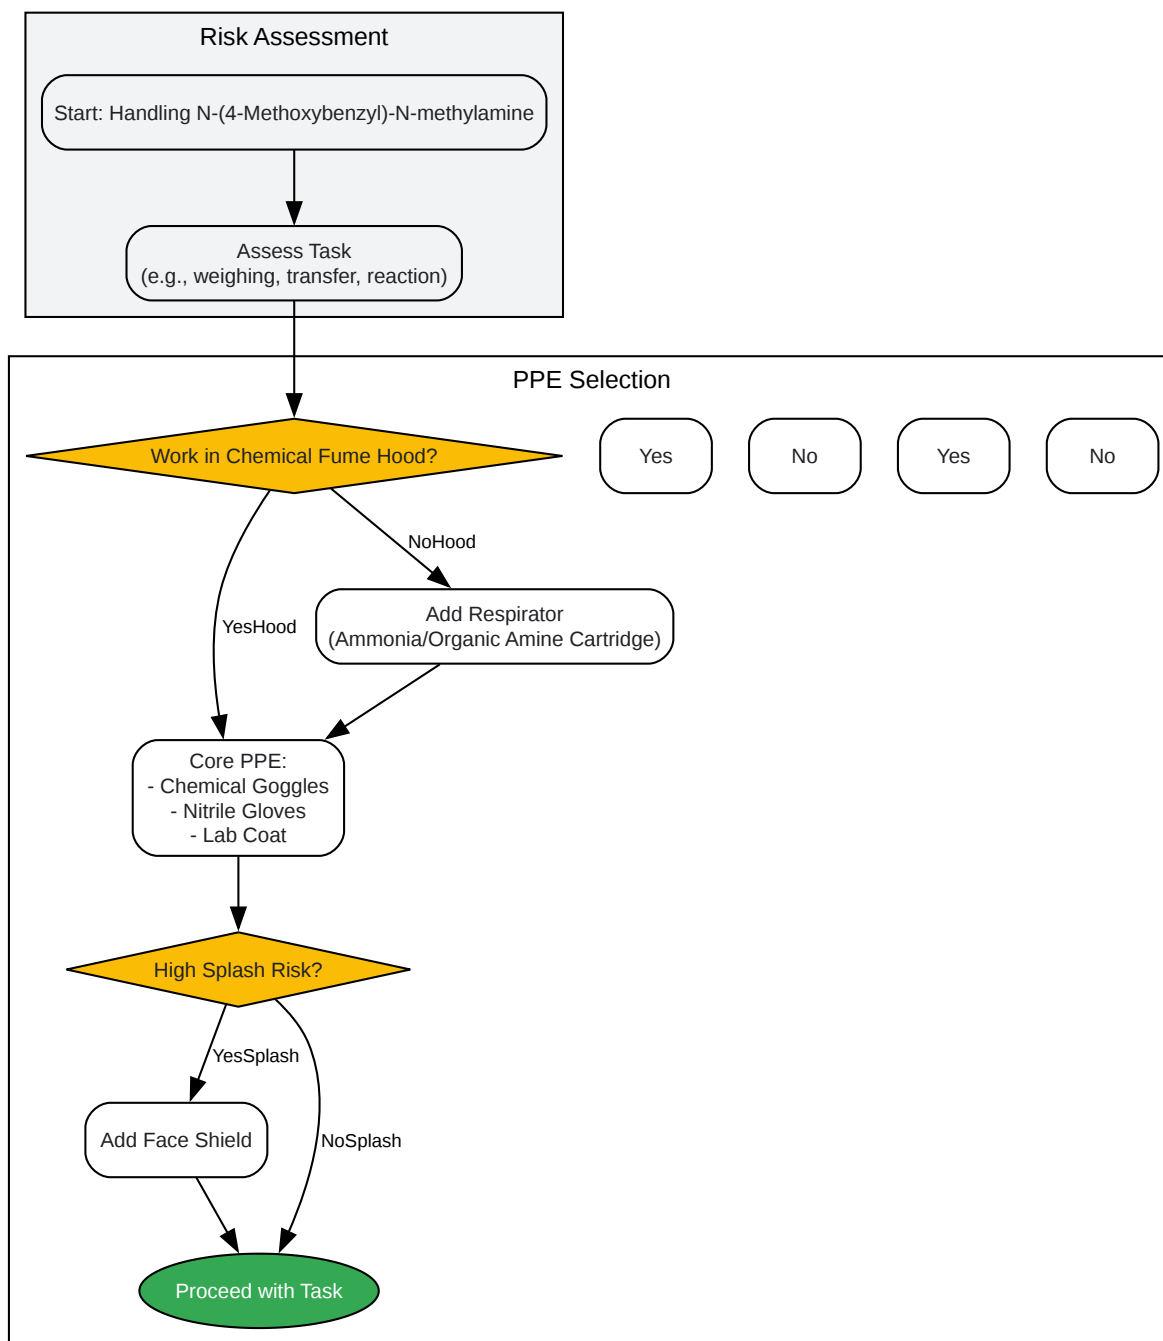 Risk Assessment
Start: Handling N-(4-Methoxybenzyl)-N-methylamine
Assess Task
(e.g., weighing, transfer, reaction)
PPE Selection
Work in Chemical Fume Hood?
Yes
No
Yes
No
NoHood
Add Respirator
(Ammonia/Organic Amine Cartridge)
YesHood
Core PPE:
- Chemical Goggles
- Nitrile Gloves
- Lab Coat
High Splash Risk?
YesSplash
Add Face Shield
NoSplash
Proceed with Task